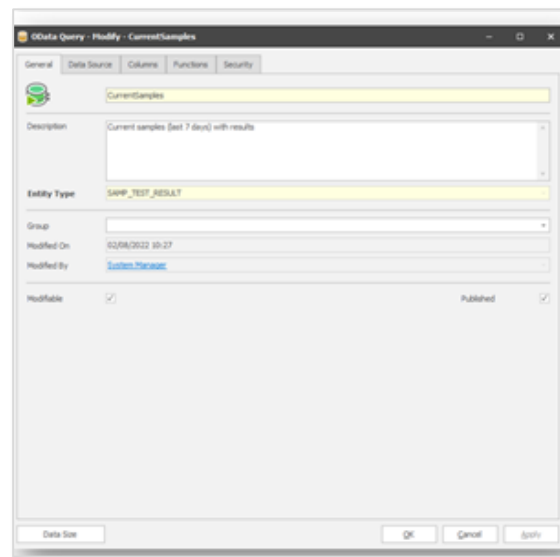 OData Query - Modify - CurrentSamples
General Data Source Columns Functions Security
CurrentSamples
Description Current samples (last 7 days) with results
Entity Type SAMP_TEST_RESULT
Group
Modified On 02/08/2022 10:27
Modified By System Manager
Modifiable Published
Data Size OK Cancel Apply